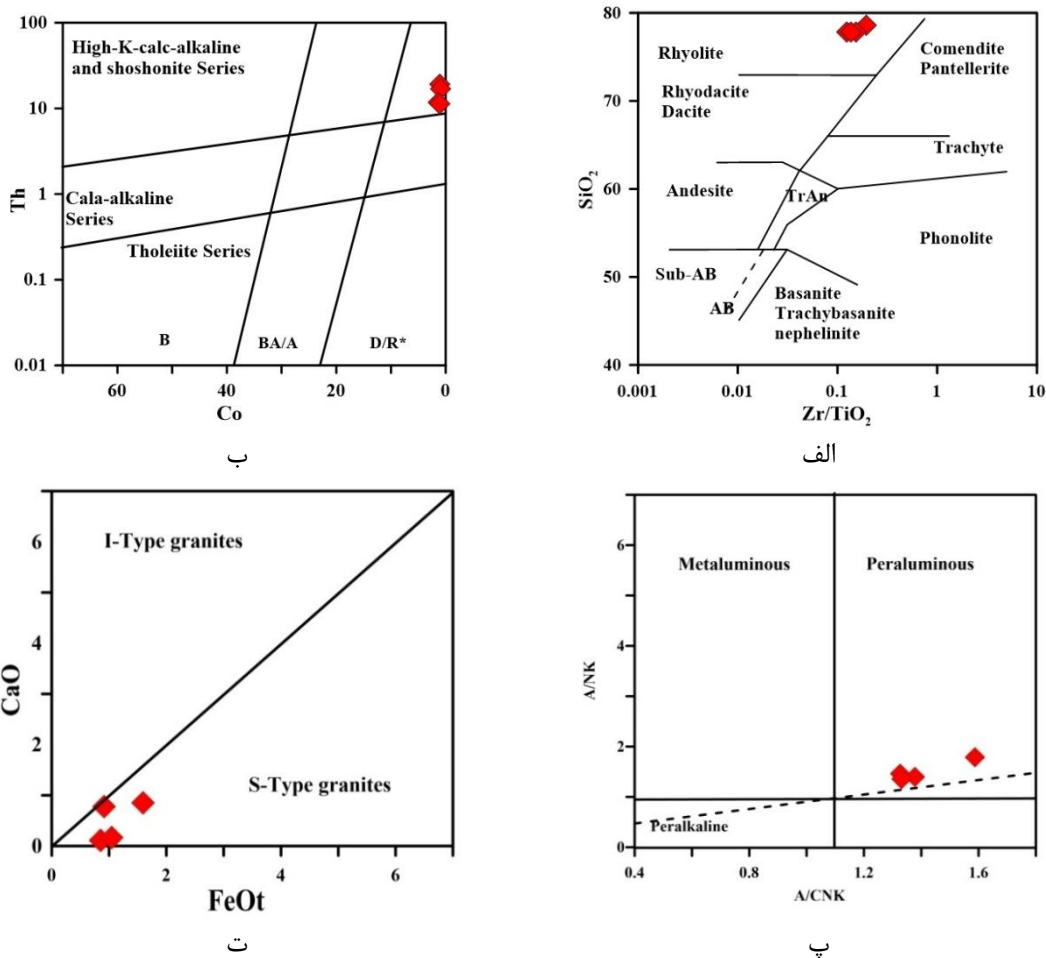 100
10
1
0.1
0.01
Th
High-K-calc-alkaline
and shoshonite Series
Cala-alkaline
Series
Tholeiite Series
B
BA/A
D/R*
60
40
20
0
Co
ب
80
70
60
50
40
SiO₂
Rhyolite
Comendite
Pantellerite
Rhyodacite
Dacite
Trachyte
Andesite
TrAn
Phonolite
Sub-AB
AB
Basanite
Trachybasanite
nephelinite
0.001
0.01
0.1
1
10
Zr/TiO₂
الف
6
4
2
0
CaO
I-Type granites
S-Type granites
0
2
4
6
FeOt
ت
6
4
2
0
A/NK
Metaluminous
Peraluminous
Peralkaline
0.4
0.8
1.2
1.6
A/CNK
پ